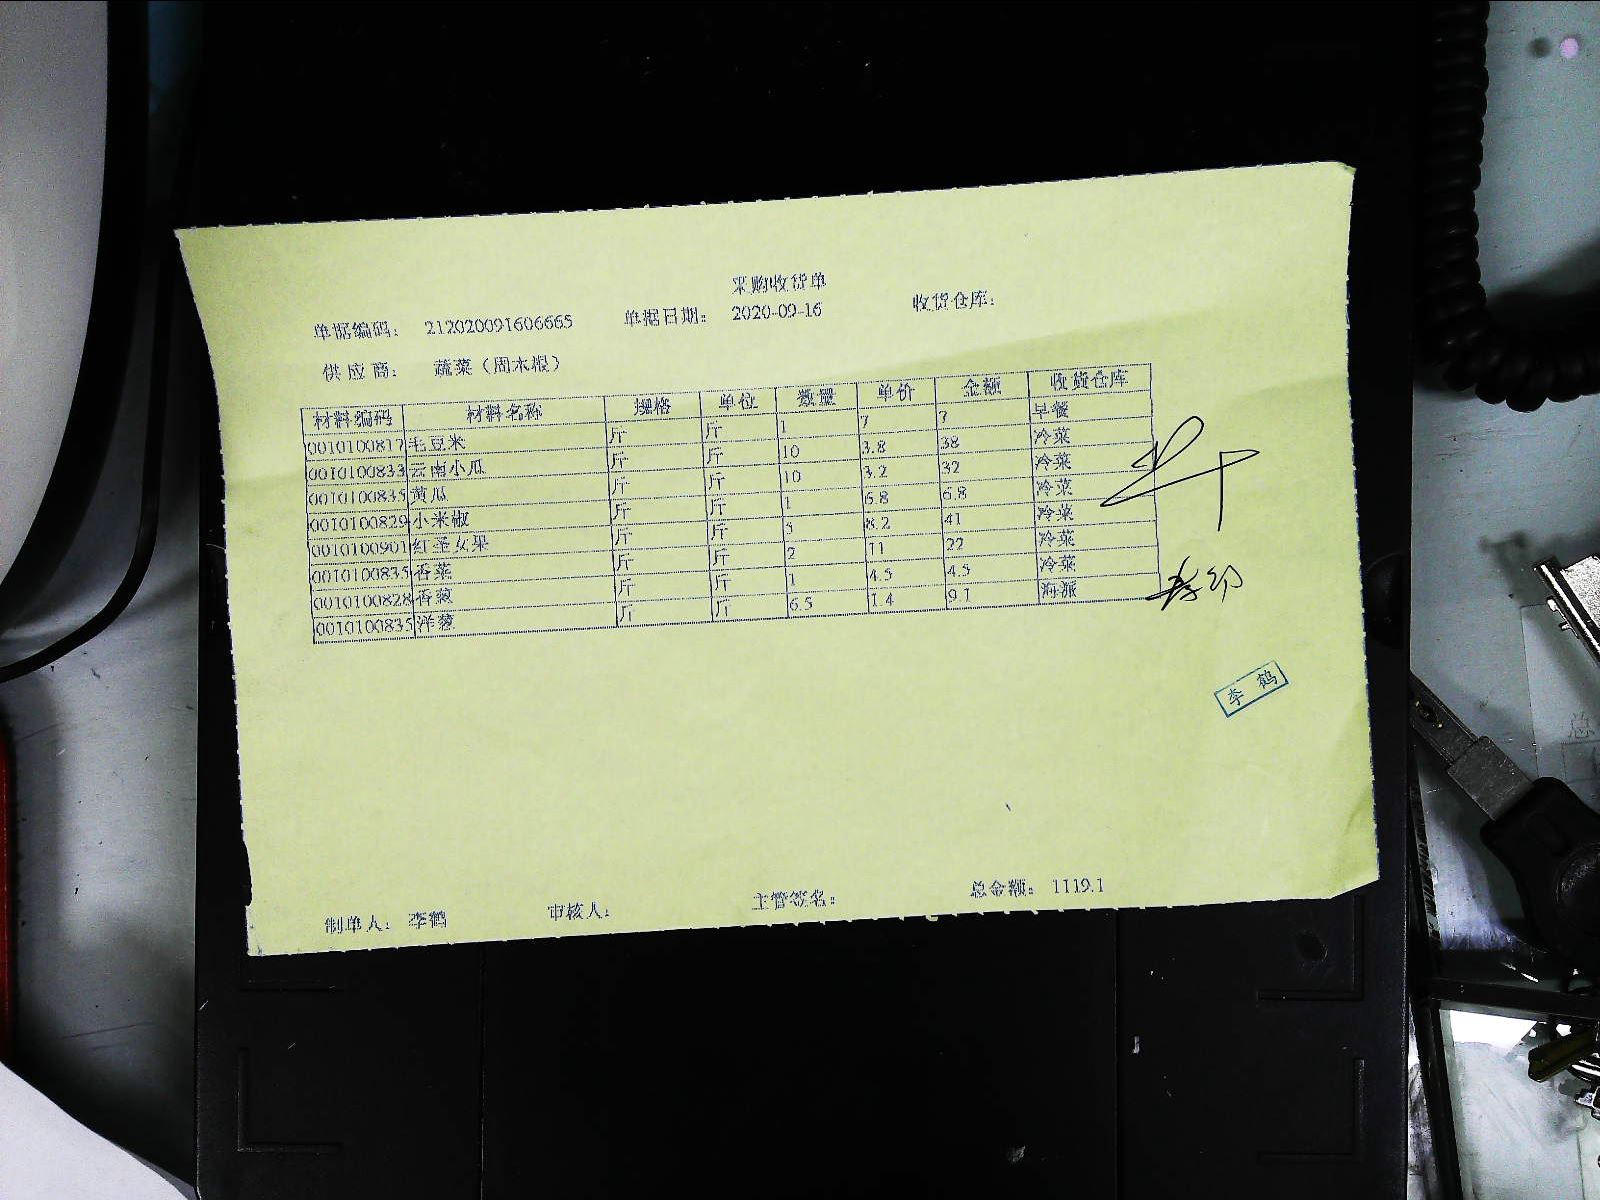 采购收货单
单据编码： 212020091606665 单据日期： 2020-09-16 收货仓库：
供应商： 蔬菜（周木根）
材料编码 材料名称 规格 单位 数量 单价 金额 收货仓库
0010100817 毛豆米 斤 斤 1 7 7 早餐
0010100833 云南小瓜 斤 斤 10 3.8 38 冷菜
0010100835 黄瓜 斤 斤 10 3.2 32 冷菜
0010100829 小米椒 斤 斤 1 6.8 6.8 冷菜
0010100901 红圣女果 斤 斤 5 8.2 41 冷菜
0010100835 香菜 斤 斤 2 11 22 冷菜
0010100828 香葱 斤 斤 1 4.5 4.5 冷菜
0010100835 洋葱 斤 斤 6.5 1.4 9.1 海派
李 鹤
制单人： 李鹤 审核人： 主管签名： 总金额： 1119.1